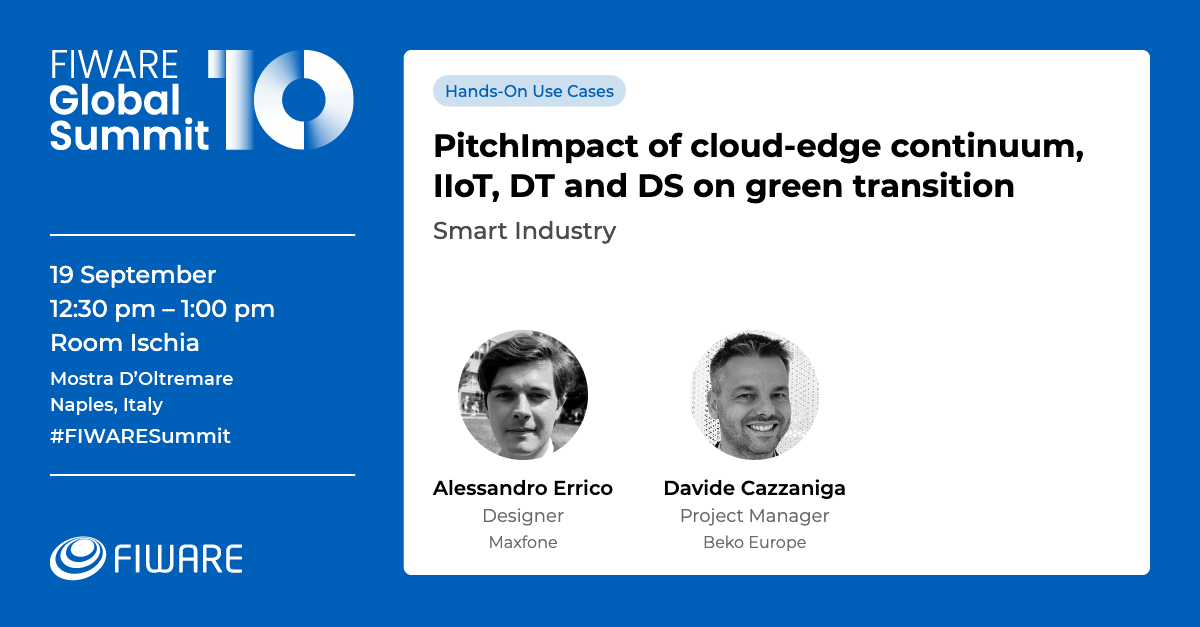 FIWARE
Global
Summit
10
19 September
12:30 pm – 1:00 pm
Room Ischia
Mostra D’Oltremare
Naples, Italy
#FIWARESummit
FIWARE
Hands-On Use Cases
PitchImpact of cloud-edge continuum,
IIoT, DT and DS on green transition
Smart Industry
Alessandro Errico
Designer
Maxfone
Davide Cazzaniga
Project Manager
Beko Europe